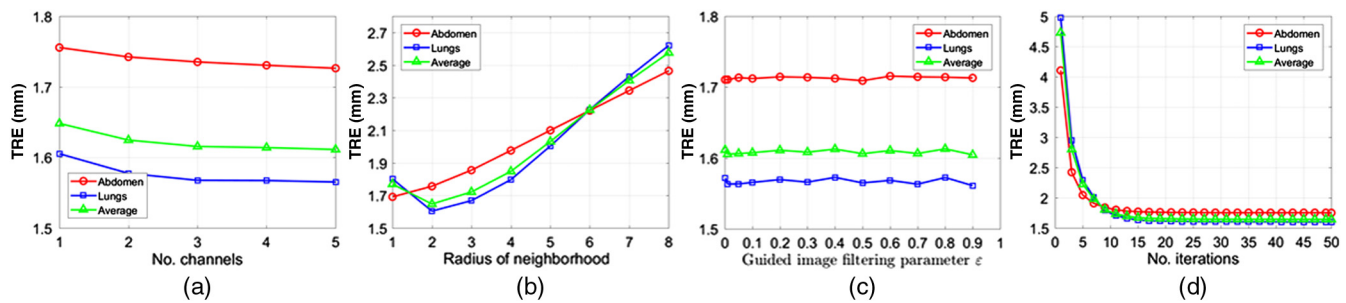 1.8
1.7
1.6
1.5
TRE (mm)
Abdomen
Lungs
Average
1 2 3 4 5
No. channels
(a)
2.7
2.5
2.3
2.1
1.9
1.7
1.5
TRE (mm)
Abdomen
Lungs
Average
1 2 3 4 5 6 7 8
Radius of neighborhood
(b)
1.8
1.7
1.6
1.5
TRE (mm)
Abdomen
Lungs
Average
0 0.1 0.2 0.3 0.4 0.5 0.6 0.7 0.8 0.9 1
Guided image filtering parameter ε
(c)
5
4.5
4
3.5
3
2.5
2
1.5
TRE (mm)
Abdomen
Lungs
Average
0 5 10 15 20 25 30 35 40 45 50
No. iterations
(d)